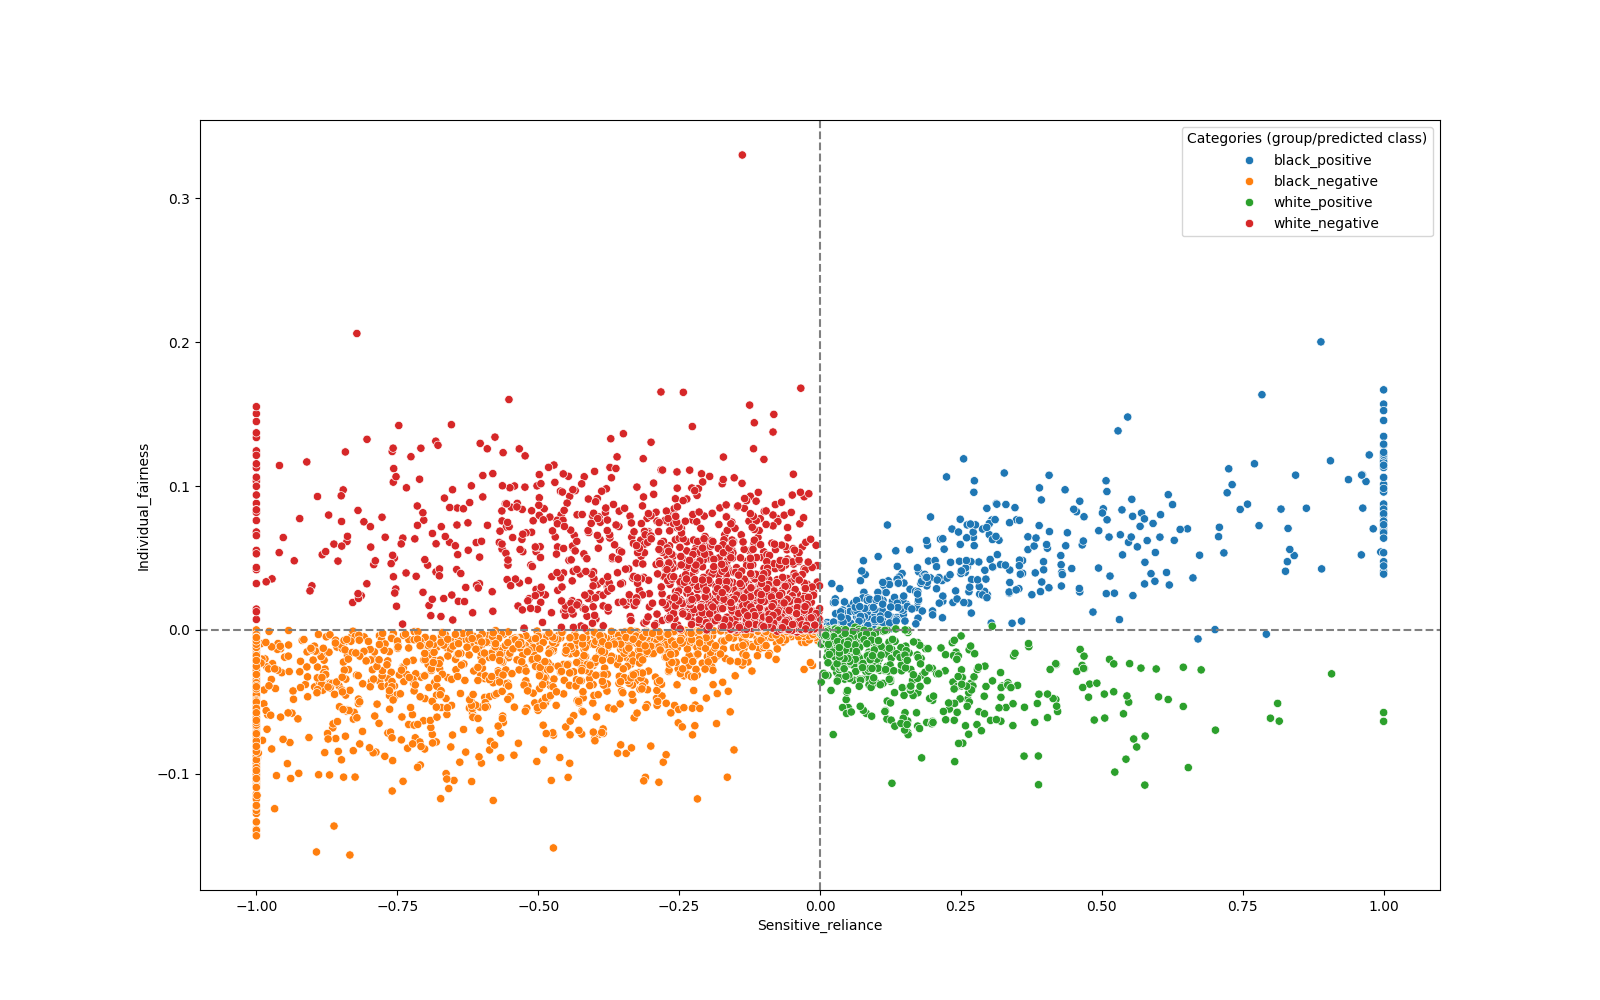 Categories (group/predicted class)
black_positive
black_negative
white_positive
white_negative
0.3
0.2
0.1
0.0
−0.1
Individual_fairness
−1.00
−0.75
−0.50
−0.25
0.00
0.25
0.50
0.75
1.00
Sensitive_reliance